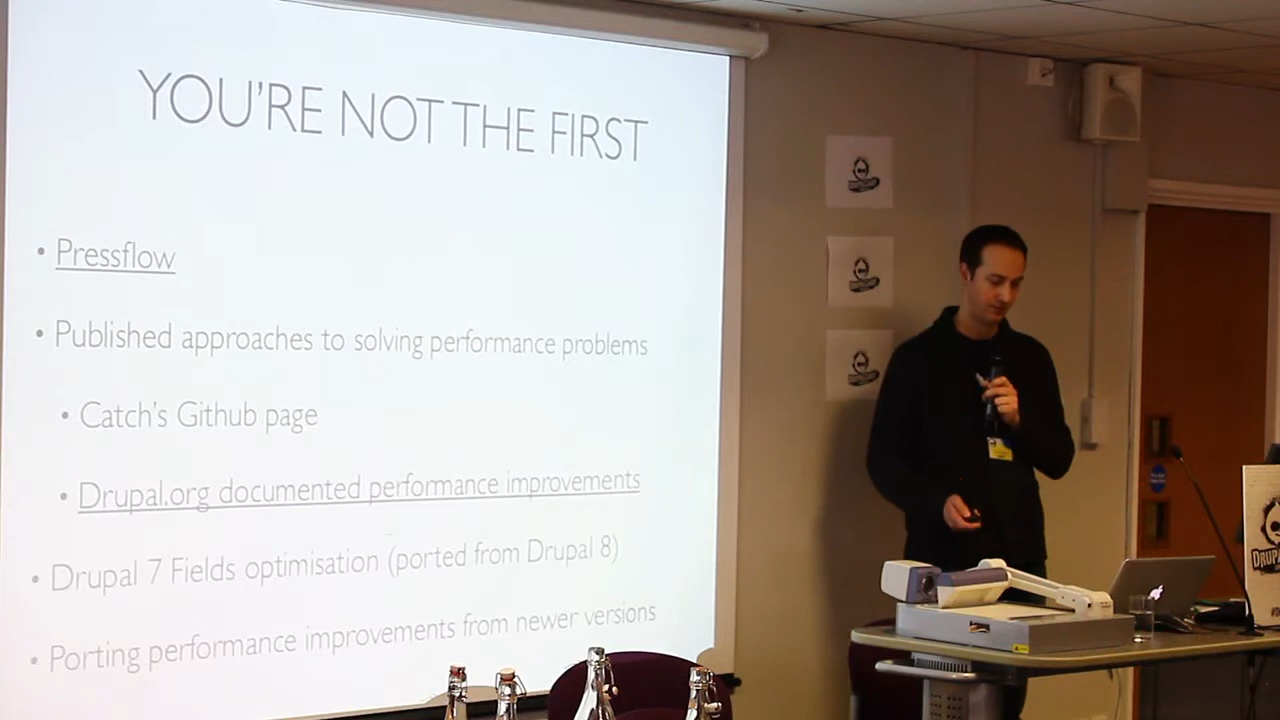 YOU'RE NOT THE FIRST
• Pressflow
• Published approaches to solving performance problems
• Catch's Github page
• Drupal.org documented performance improvements
• Drupal 7 Fields optimisation (ported from Drupal 8)
• Porting performance improvements from newer versions